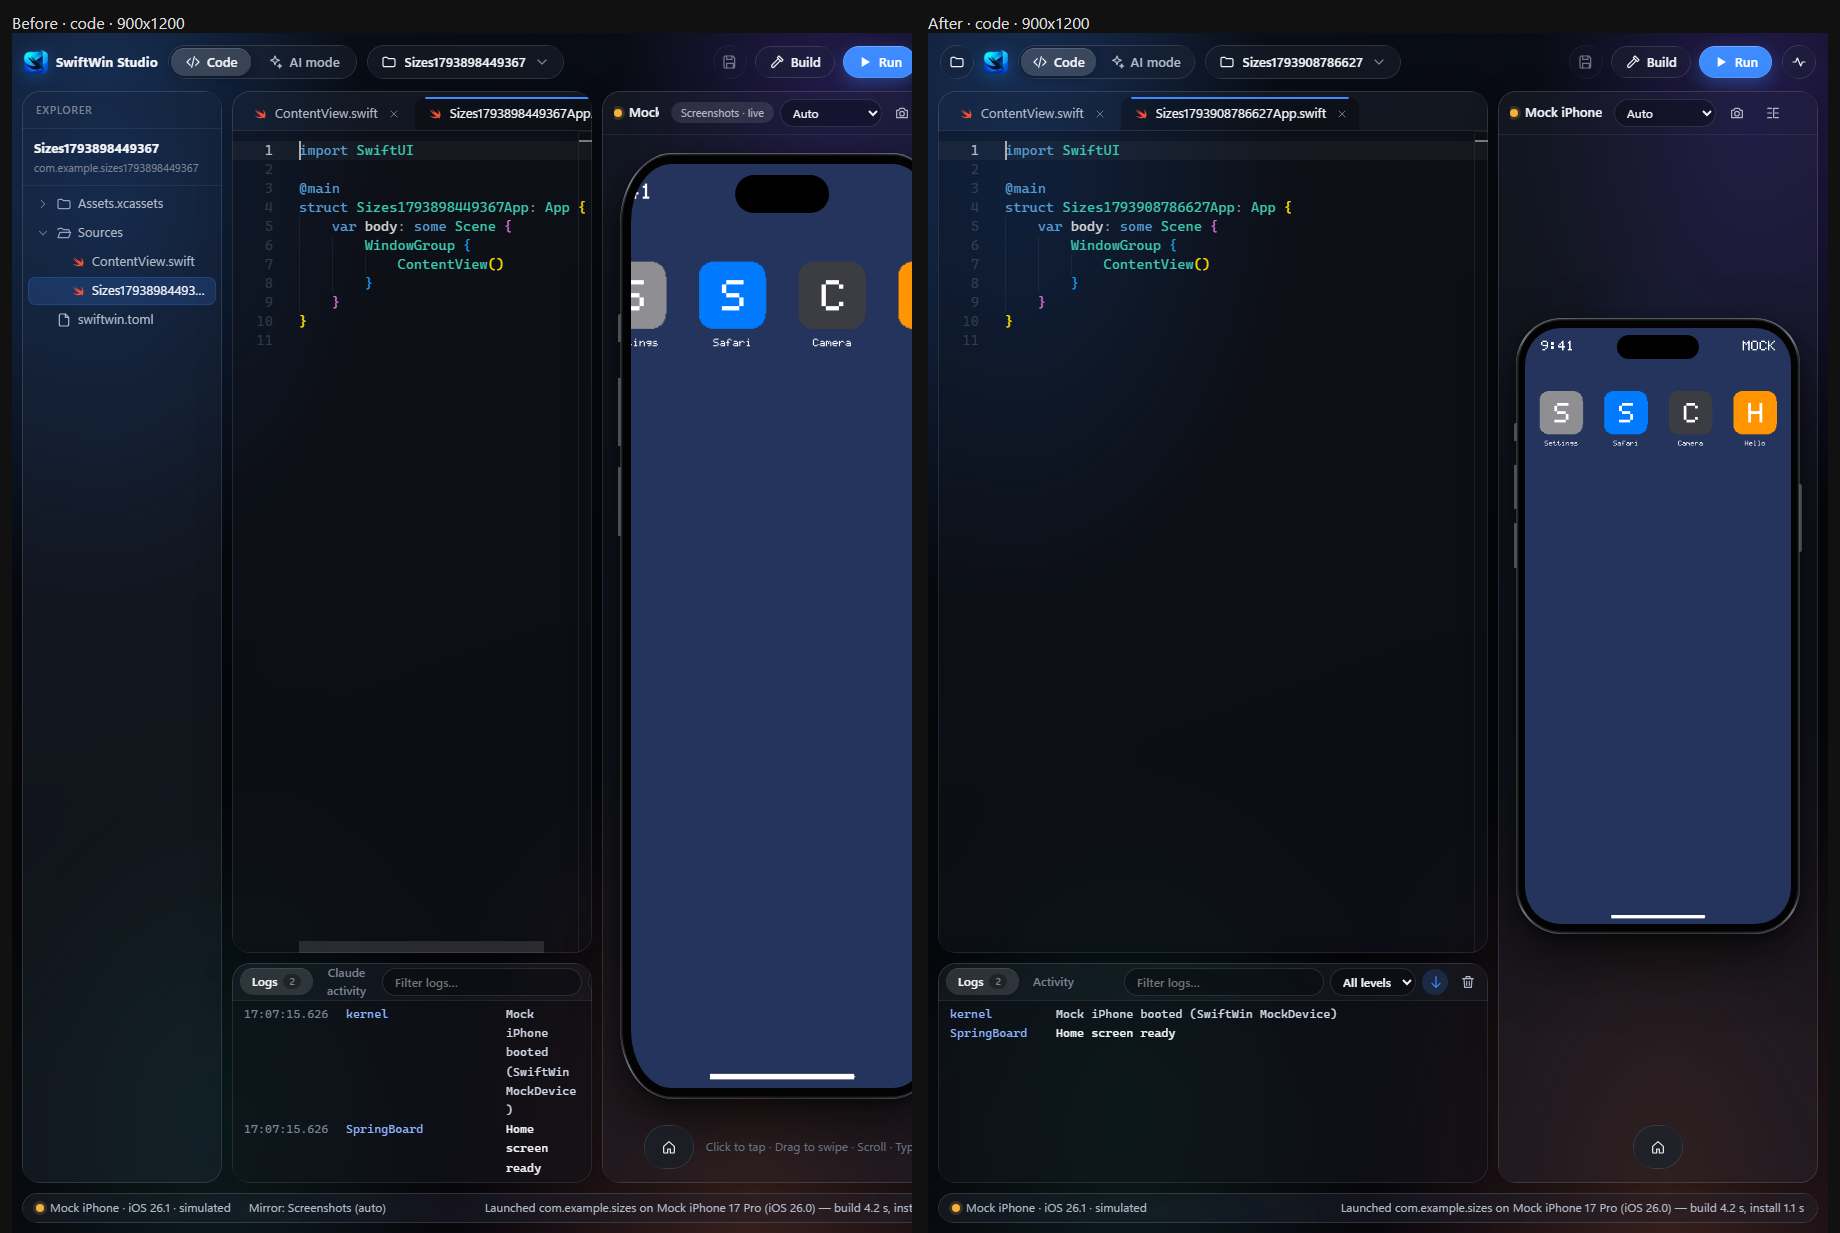 Before · code · 900x1200
SwiftWin Studio
Code
AI mode
Sizes1793898449367
Build
Run
EXPLORER
Sizes1793898449367
com.example.sizes1793898449367
Assets.xcassets
Sources
ContentView.swift
Sizes17938984493...
swiftwin.toml
ContentView.swift
Sizes1793898449367App.
1 import SwiftUI
2
3 @main
4 struct Sizes1793898449367App: App {
5 var body: some Scene {
6 WindowGroup {
7 ContentView()
8 }
9 }
10 }
11
Logs 2
Claude activity
Filter logs...
17:07:15.626 kernel Mock
iPhone
booted
(SwiftWin
MockDevice
)
17:07:15.626 SpringBoard Home
screen
ready
Mock
Screenshots · live
Auto
S
S
C
Safari
Camera
Click to tap · Drag to swipe · Scroll · Typ
Mock iPhone · iOS 26.1 · simulated
Mirror: Screenshots (auto)
Launched com.example.sizes on Mock iPhone 17 Pro (iOS 26.0) — build 4.2 s, inst
After · code · 900x1200
Code
AI mode
Sizes1793908786627
Build
Run
ContentView.swift
Sizes1793908786627App.swift
1 import SwiftUI
2
3 @main
4 struct Sizes1793908786627App: App {
5 var body: some Scene {
6 WindowGroup {
7 ContentView()
8 }
9 }
10 }
11
Logs 2
Activity
Filter logs...
All levels
kernel Mock iPhone booted (SwiftWin MockDevice)
SpringBoard Home screen ready
Mock iPhone
Auto
9:41
MOCK
S
S
C
H
Settings
Safari
Camera
Hello
Mock iPhone · iOS 26.1 · simulated
Launched com.example.sizes on Mock iPhone 17 Pro (iOS 26.0) — build 4.2 s, install 1.1 s